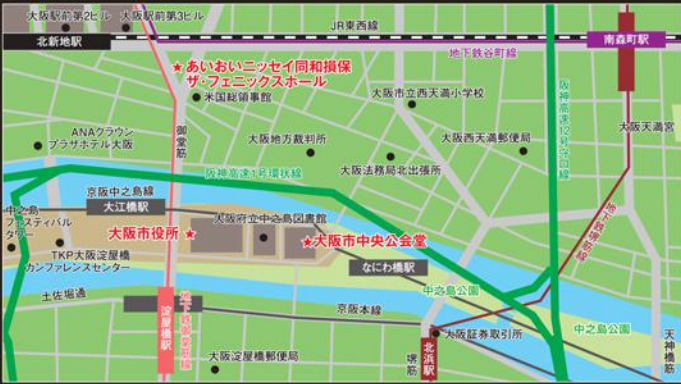 大阪駅前第2ビル
大阪駅前第3ビル
JR東西線
北新地駅
南森町駅
地下鉄谷町線
★あいおいニッセイ同和損保
ザ・フェニックスホール
米国総領事館
大阪市立西天満小学校
阪神高速12号守口線
御堂筋
ANAクラウン
プラザホテル大阪
大阪地方裁判所
大阪西天満郵便局
大阪天満宮
大阪法務局北出張所
阪神高速1号環状線
京阪中之島線
大江橋駅
中之島
フェスティバル
タワー
大阪府立中之島図書館
地下鉄堺筋線
大阪市役所★
★大阪市中央公会堂
TKP大阪淀屋橋
カンファレンスセンター
なにわ橋駅
中之島公園
土佐堀通
淀屋橋駅
地下鉄御堂筋線
京阪本線
大阪証券取引所
中之島公園
北浜駅
堺筋
天神橋筋
大阪淀屋橋郵便局